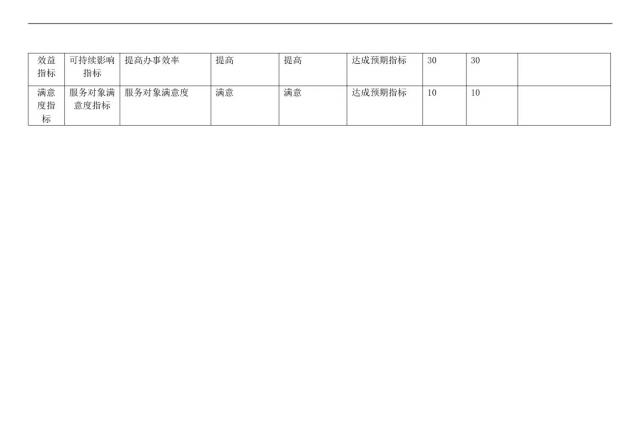 效益指标 可持续影响指标 提高办事效率 提高 提高 达成预期指标 30 30
满意度指标 服务对象满意度指标 服务对象满意度 满意 满意 达成预期指标 10 10